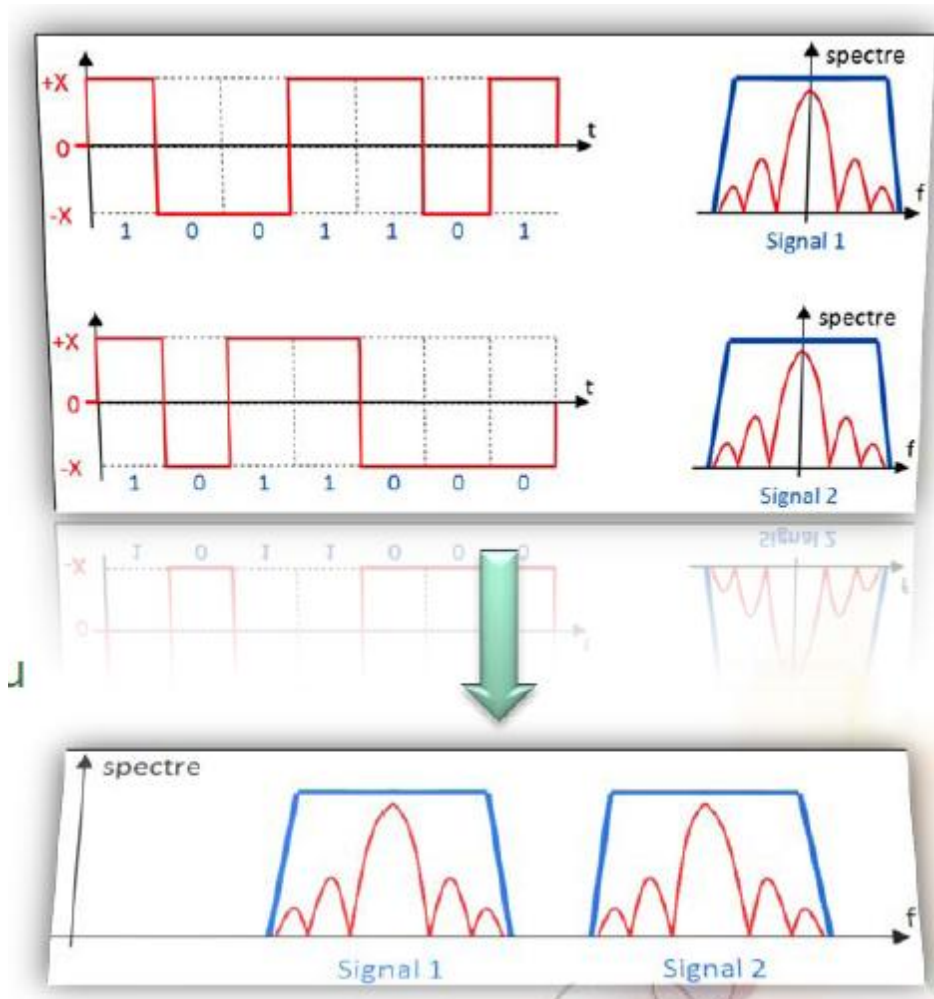 spectre
+X
t
0
f
-X
1 0 0 1 1 0 1
Signal 1
spectre
+X
t
0
f
-X
1 0 1 1 0 0 0
Signal 2
u
spectre
f
Signal 1 Signal 2